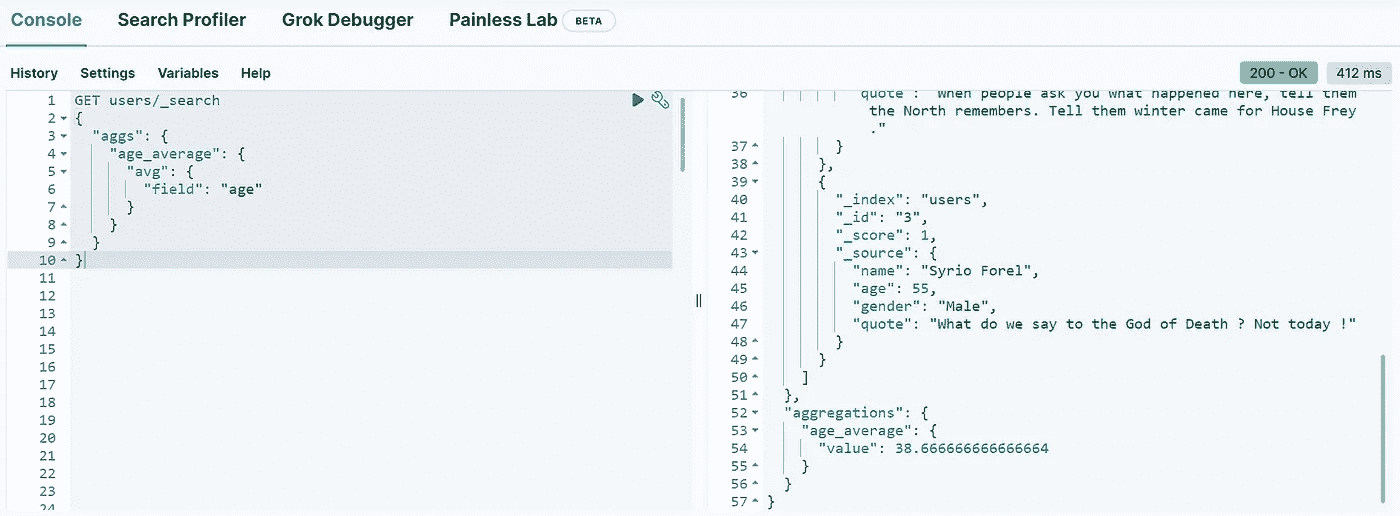 Console Search Profiler Grok Debugger Painless Lab BETA
History Settings Variables Help 200 - OK 412 ms
1 GET users/_search
2 {
3 "aggs": {
4 "age_average": {
5 "avg": {
6 "field": "age"
7 }
8 }
9 }
10 }
11
12
13
14
15
16
17
18
19
20
21
22
23
24
36 "quote": "When people ask you what happened here, tell them
the North remembers. Tell them winter came for House Frey
."
37 }
38 },
39 {
40 "_index": "users",
41 "_id": "3",
42 "_score": 1,
43 "_source": {
44 "name": "Syrio Forel",
45 "age": 55,
46 "gender": "Male",
47 "quote": "What do we say to the God of Death ? Not today !"
48 }
49 }
50 ]
51 },
52 "aggregations": {
53 "age_average": {
54 "value": 38.666666666666664
55 }
56 }
57 }